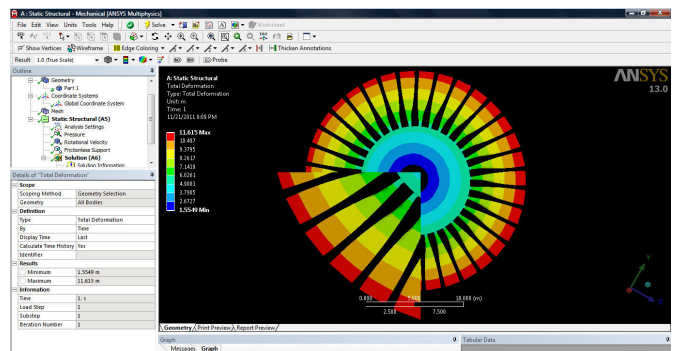 A : Static Structural - Mechanical [ANSYS Multiphysics]
File Edit View Units Tools Help Solve Worksheet
Show Vertices Wireframe Edge Coloring Thicken Annotations
Result 1.0 (True Scale) Probe
Outline
Geometry
Part 1
Coordinate Systems
Global Coordinate System
Mesh
Static Structural (A5)
Analysis Settings
Pressure
Rotational Velocity
Frictionless Support
Solution (A6)
Solution Information
Details of "Total Deformation"
Scope
Scoping Method Geometry Selection
Geometry All Bodies
Definition
Type Total Deformation
By Time
Display Time Last
Calculate Time History Yes
Identifier
Results
Minimum 1.5549 m
Maximum 11.615 m
Information
Time 1. s
Load Step 1
Substep 1
Iteration Number 1
A: Static Structural
Total Deformation
Type: Total Deformation
Unit: m
Time: 1
11/21/2011 8:09 PM
11.615 Max
10.497
9.3795
8.2617
7.1439
6.0261
4.9083
3.7905
2.6727
1.5549 Min
ANSYS
13.0
0.000 5.000 10.000 (m)
2.500 7.500
Y
Geometry Print Preview Report Preview
Graph
Tabular Data
Messages Graph